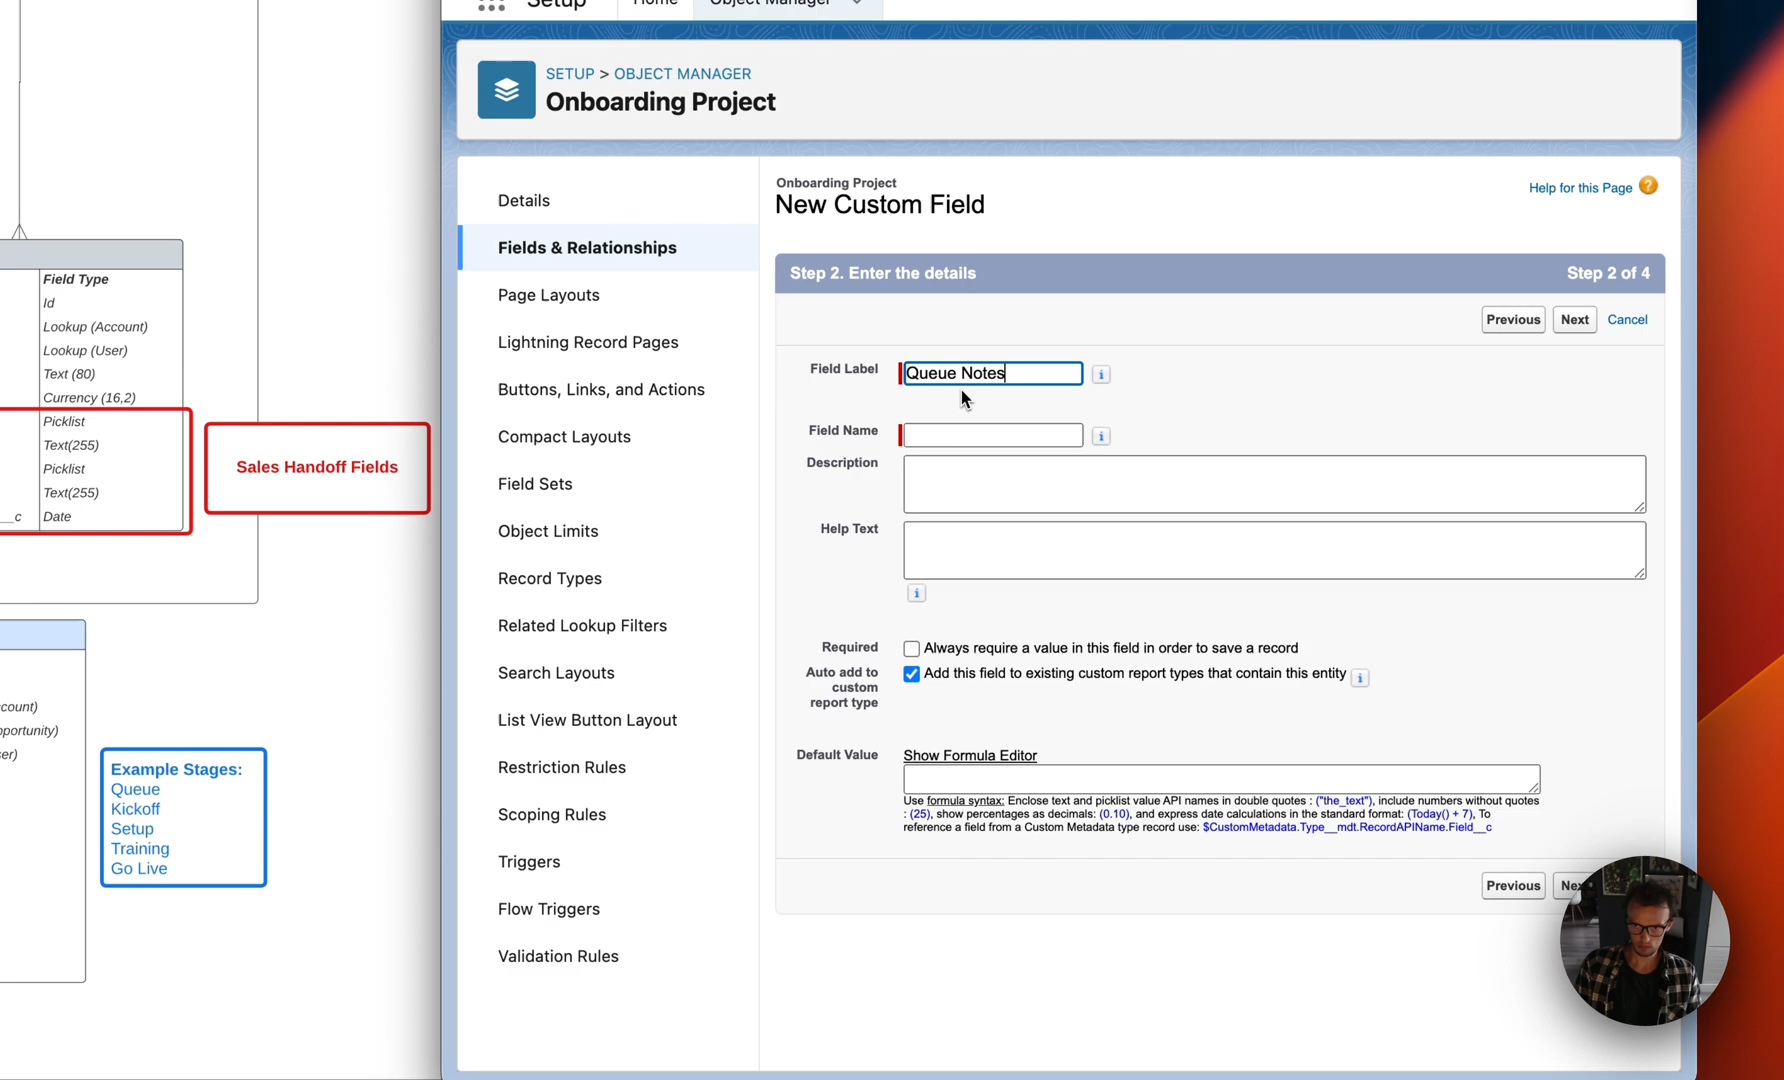 Setup
Home
Object Manager
SETUP > OBJECT MANAGER
Onboarding Project
Details
Fields & Relationships
Page Layouts
Lightning Record Pages
Buttons, Links, and Actions
Compact Layouts
Field Sets
Object Limits
Record Types
Related Lookup Filters
Search Layouts
List View Button Layout
Restriction Rules
Scoping Rules
Triggers
Flow Triggers
Validation Rules
Onboarding Project
New Custom Field
Help for this Page ?
Step 2. Enter the details
Step 2 of 4
Previous
Next
Cancel
Field Label
Queue Notes
Field Name
Description
Help Text
Required
Always require a value in this field in order to save a record
Auto add to
custom
report type
Add this field to existing custom report types that contain this entity
Default Value
Show Formula Editor
Use formula syntax: Enclose text and picklist value API names in double quotes : ("the_text"), include numbers without quotes
: (25), show percentages as decimals: (0.10), and express date calculations in the standard format: (Today() + 7), To
reference a field from a Custom Metadata type record use: $CustomMetadata.Type__mdt.RecordAPIName.Field__c
Previous
Nex
Field Type
Id
Lookup (Account)
Lookup (User)
Text (80)
Currency (16,2)
Picklist
Text(255)
Picklist
Text(255)
__c
Date
Sales Handoff Fields
count)
portunity)
er)
Example Stages:
Queue
Kickoff
Setup
Training
Go Live